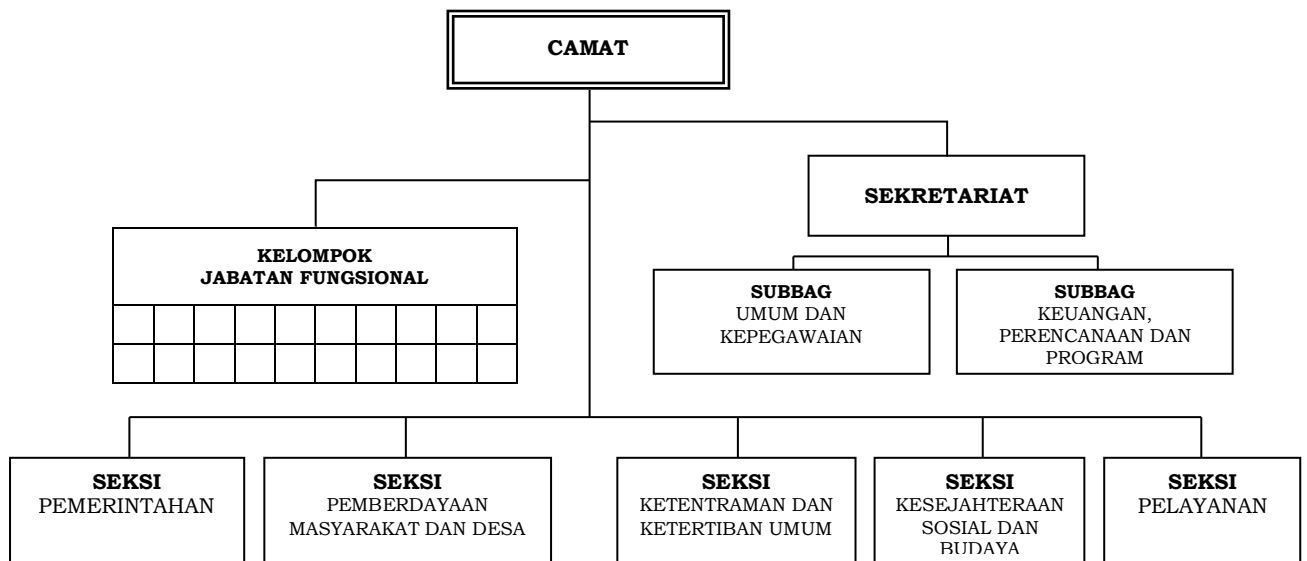 CAMAT
SEKRETARIAT
KELOMPOK
JABATAN FUNGSIONAL
SUBBAG
UMUM DAN
KEPEGAWAIAN
SUBBAG
KEUANGAN,
PERENCANAAN DAN
PROGRAM
SEKSI
PEMERINTAHAN
SEKSI
PEMBERDAYAAN
MASYARAKAT DAN DESA
SEKSI
KETENTRAMAN DAN
KETERTIBAN UMUM
SEKSI
KESEJAHTERAAN
SOSIAL DAN
BUDAYA
SEKSI
PELAYANAN